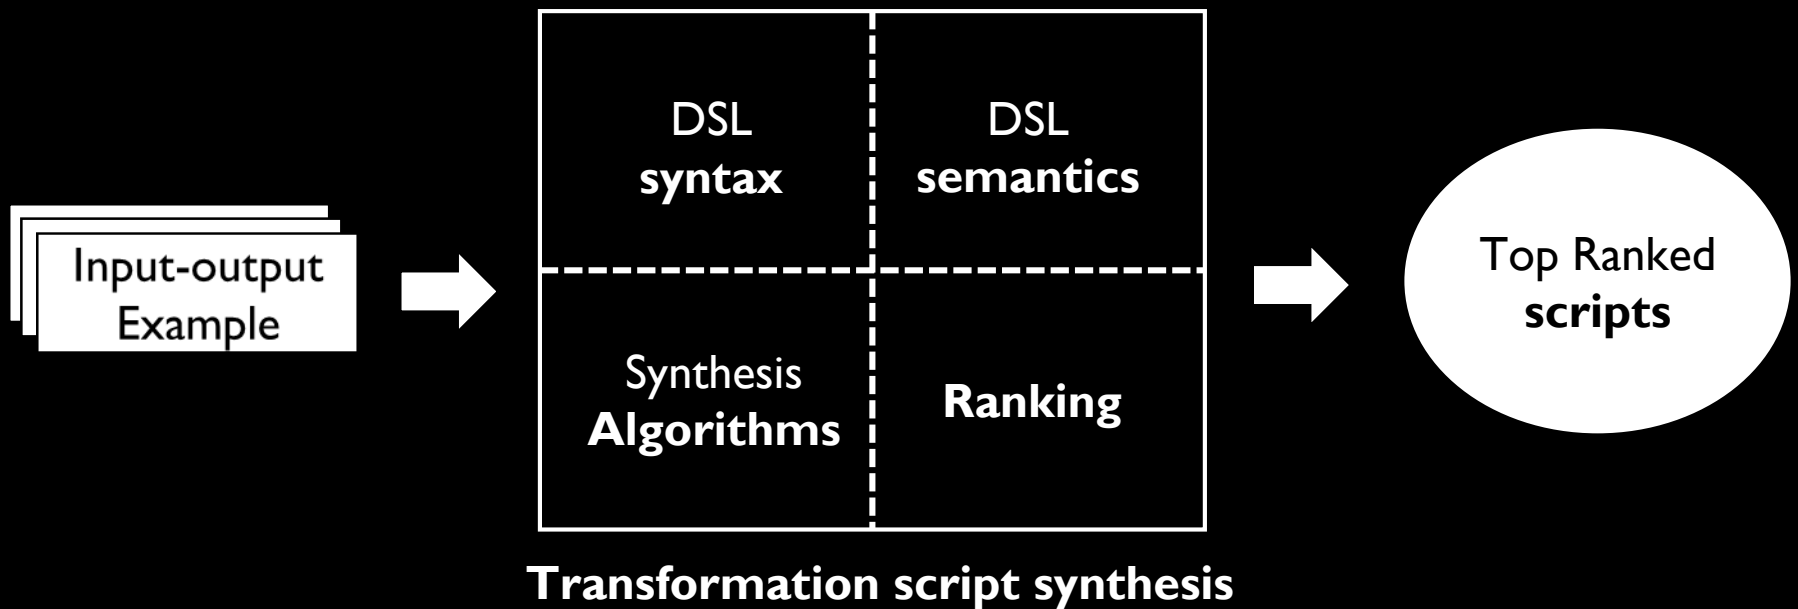 Input-output
Example
DSL
syntax
DSL
semantics
Synthesis
Algorithms
Ranking
Transformation script synthesis
Top Ranked
scripts